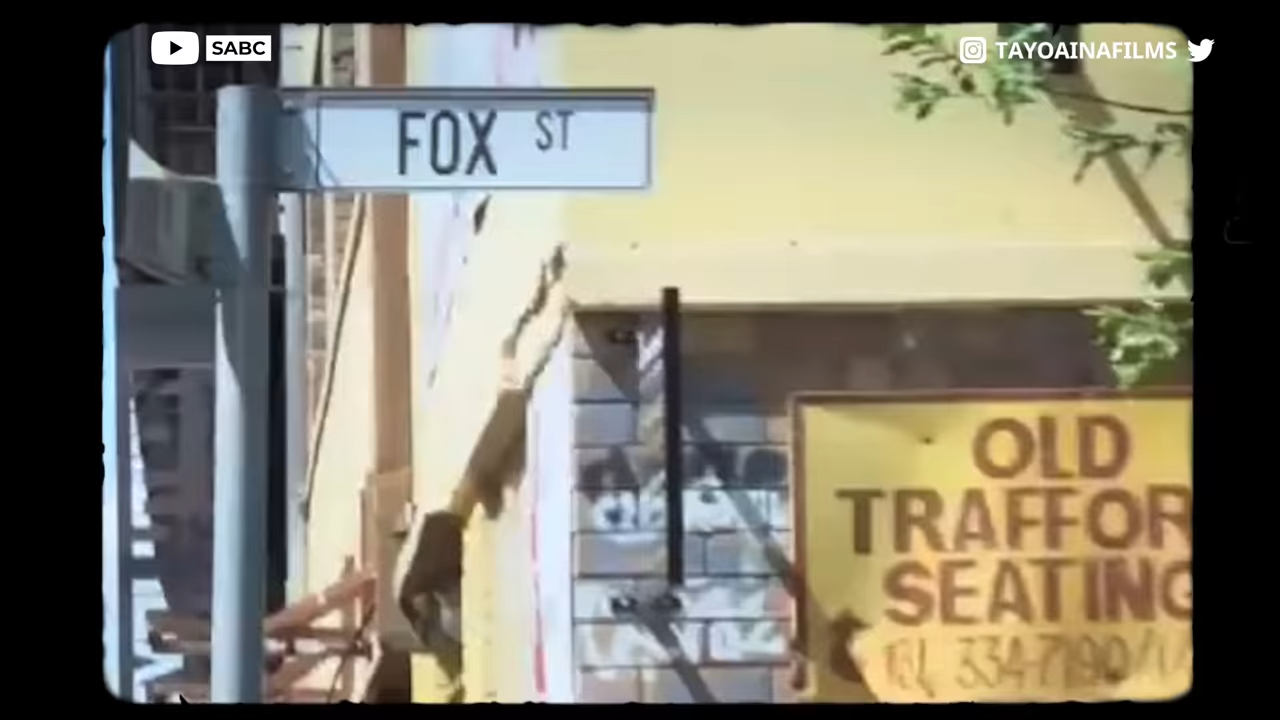 SABC
TAYOAINAFILMS
FOX ST
OLD
TRAFFOR
SEATING